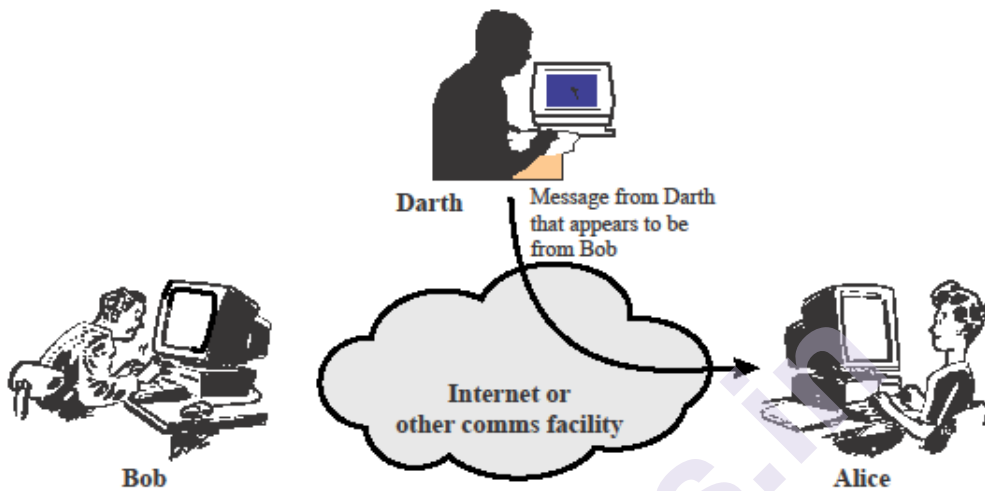 Darth
Message from Darth
that appears to be
from Bob
Internet or
other comms facility
Bob
Alice